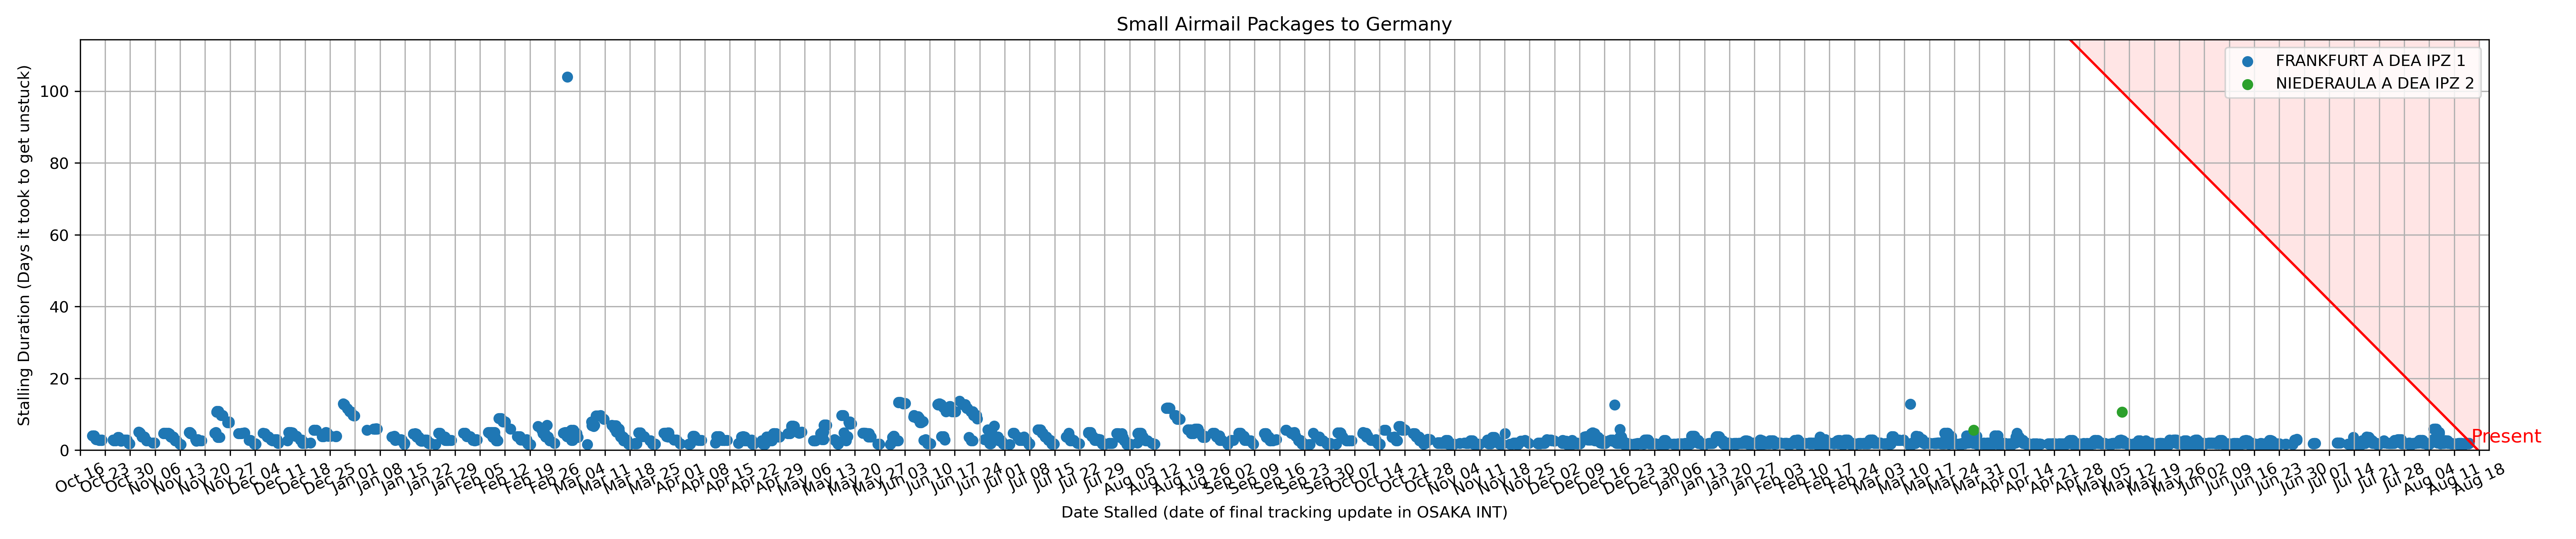 Small Airmail Packages to Germany
FRANKFURT A DEA IPZ 1
NIEDERAULA A DEA IPZ 2
Stalling Duration (Days it took to get unstuck)
100
80
60
40
20
0
Present
Oct 16
Oct 23
Oct 30
Nov 06
Nov 13
Nov 20
Nov 27
Dec 04
Dec 11
Dec 18
Dec 25
Jan 01
Jan 08
Jan 15
Jan 22
Jan 29
Feb 05
Feb 12
Feb 19
Feb 26
Mar 04
Mar 11
Mar 18
Mar 25
Apr 01
Apr 08
Apr 15
Apr 22
Apr 29
May 06
May 13
May 20
May 27
Jun 03
Jun 10
Jun 17
Jun 24
Jul 01
Jul 08
Jul 15
Jul 22
Jul 29
Aug 05
Aug 12
Aug 19
Aug 26
Sep 02
Sep 09
Sep 16
Sep 23
Sep 30
Oct 07
Oct 14
Oct 21
Oct 28
Nov 04
Nov 11
Nov 18
Nov 25
Dec 02
Dec 09
Dec 16
Dec 23
Dec 30
Jan 06
Jan 13
Jan 20
Jan 27
Feb 03
Feb 10
Feb 17
Feb 24
Mar 03
Mar 10
Mar 17
Mar 24
Mar 31
Apr 07
Apr 14
Apr 21
Apr 28
May 05
May 12
May 19
May 26
Jun 02
Jun 09
Jun 16
Jun 23
Jun 30
Jul 07
Jul 14
Jul 21
Jul 28
Aug 04
Aug 11
Aug 18
Date Stalled (date of final tracking update in OSAKA INT)